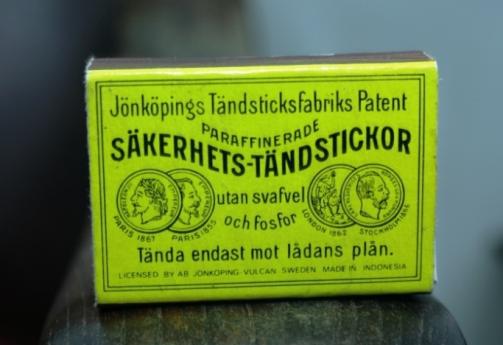 Jönköpings Tändsticksfabriks Patent
PARAFFINERADE
SÄKERHETS-TÄNDSTICKOR
utan svafvel
och fosfor
PARIS 1867
PARIS 1855
LONDON 1862
STOCKHOLM 1866
Tända endast mot lådans plån.
LICENSED BY AB JÖNKÖPING-VULCAN SWEDEN MADE IN INDONESIA